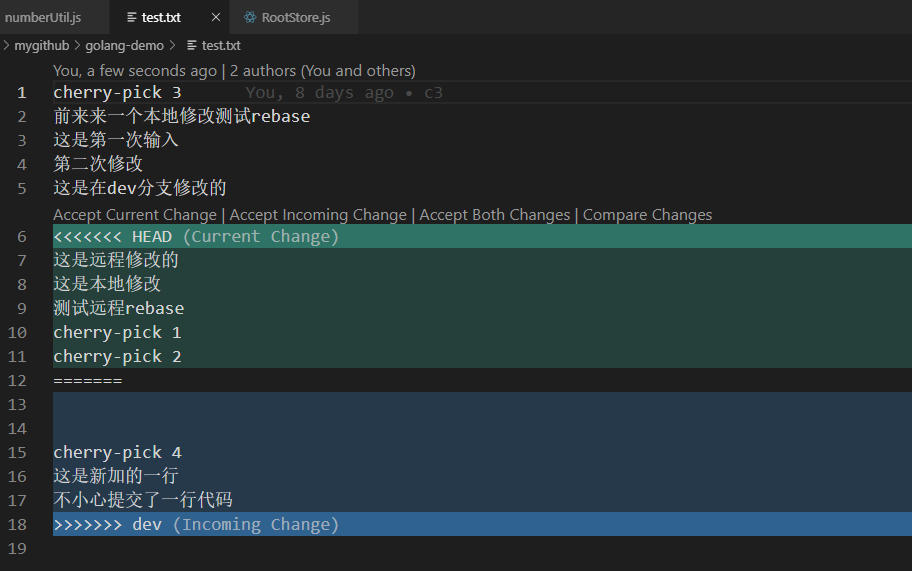 numberUtil.js test.txt × RootStore.js
> mygithub > golang-demo > test.txt
You, a few seconds ago | 2 authors (You and others)
1 cherry-pick 3 You, 8 days ago • c3
2 前来来一个本地修改测试rebase
3 这是第一次输入
4 第二次修改
5 这是在dev分支修改的
Accept Current Change | Accept Incoming Change | Accept Both Changes | Compare Changes
6 <<<<<<< HEAD (Current Change)
7 这是远程修改的
8 这是本地修改
9 测试远程rebase
10 cherry-pick 1
11 cherry-pick 2
12 =======
13
14
15 cherry-pick 4
16 这是新加的一行
17 不小心提交了一行代码
18 >>>>>>> dev (Incoming Change)
19